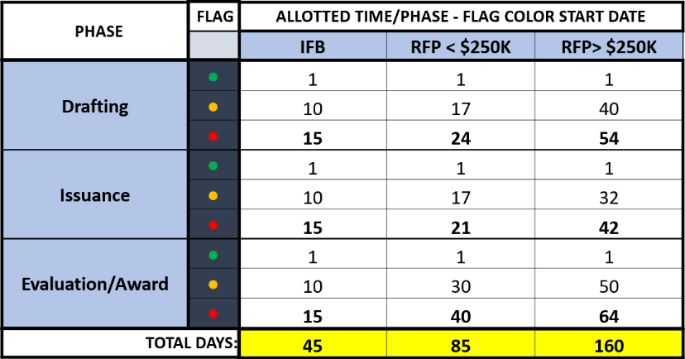 PHASE FLAG ALLOTTED TIME/PHASE - FLAG COLOR START DATE
IFB RFP < $250K RFP> $250K
Drafting
1 1 1
10 17 40
15 24 54
Issuance
1 1 1
10 17 32
15 21 42
Evaluation/Award
1 1 1
10 30 50
15 40 64
TOTAL DAYS: 45 85 160